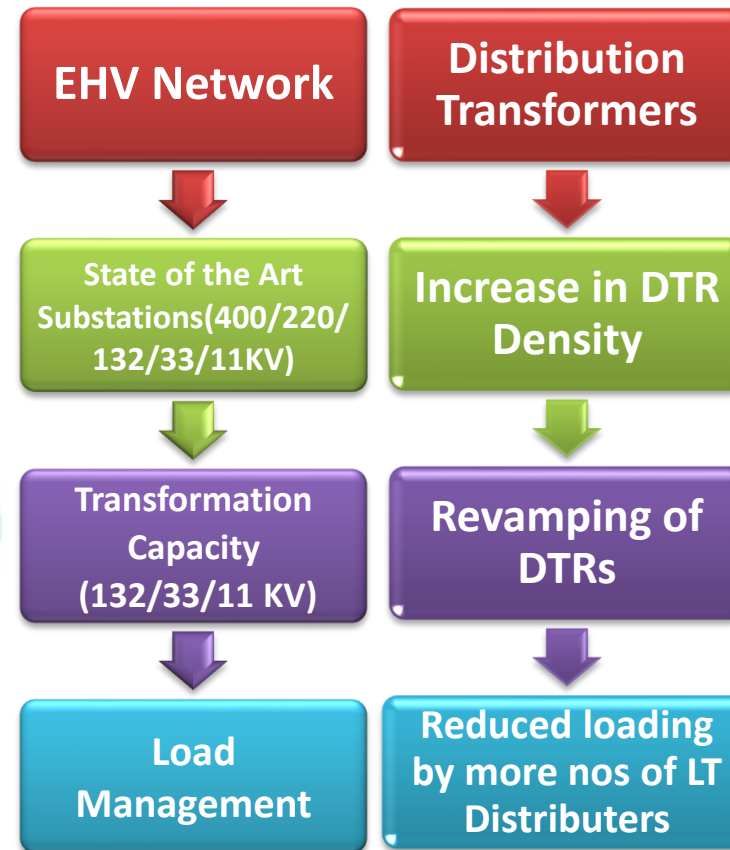 EHV Network
State of the Art
Substations(400/220/
132/33/11KV)
Transformation
Capacity
(132/33/11 KV)
Load
Management
Distribution
Transformers
Increase in DTR
Density
Revamping of
DTRs
Reduced loading
by more nos of LT
Distributers